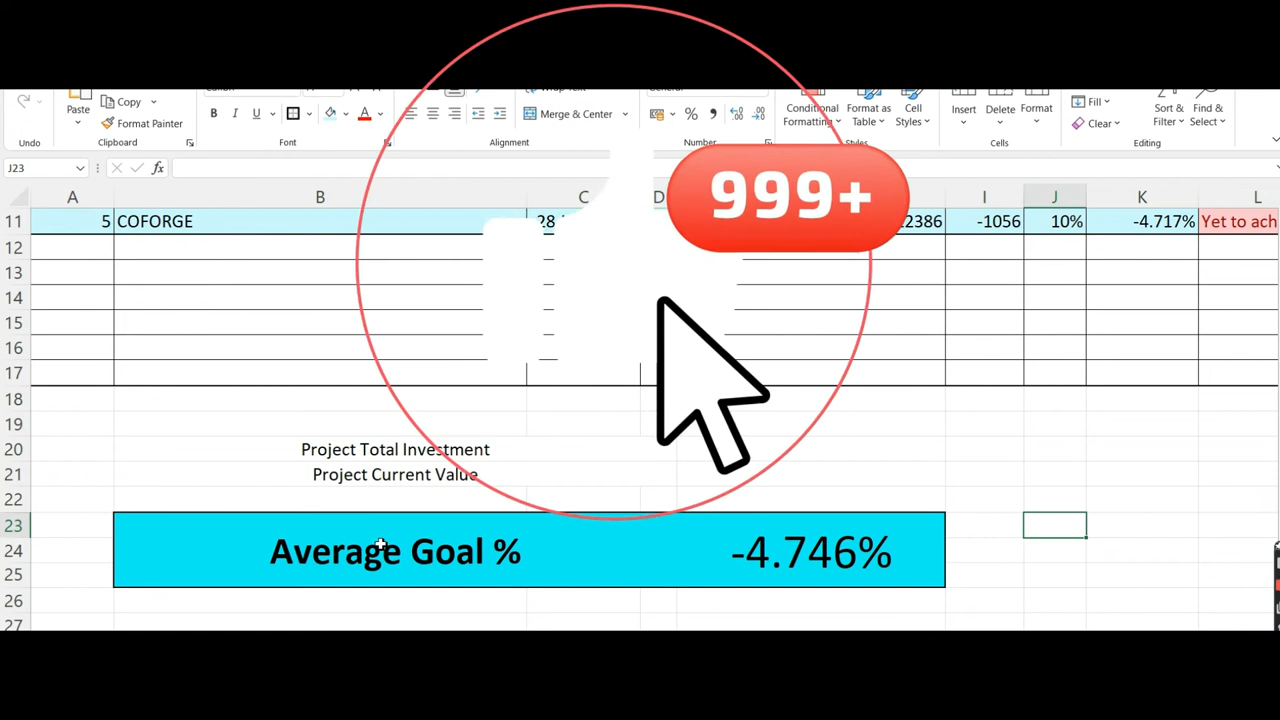 Copy
Format Painter
Paste
B I U
Merge & Center
Conditional Formatting
Format as Table
Cell Styles
Insert
Delete
Format
Fill
Clear
Sort & Filter
Find & Select
Undo
Clipboard
Font
Alignment
Number
Styles
Cells
Editing
J23
fx
999+
A B C D I J K L
11 5 COFORGE 28 -1056 10% -4.717% Yet to ach
12
13
14
15
16
17
18
19
20 Project Total Investment
21 Project Current Value
22
23
24 Average Goal % -4.746%
25
26
27